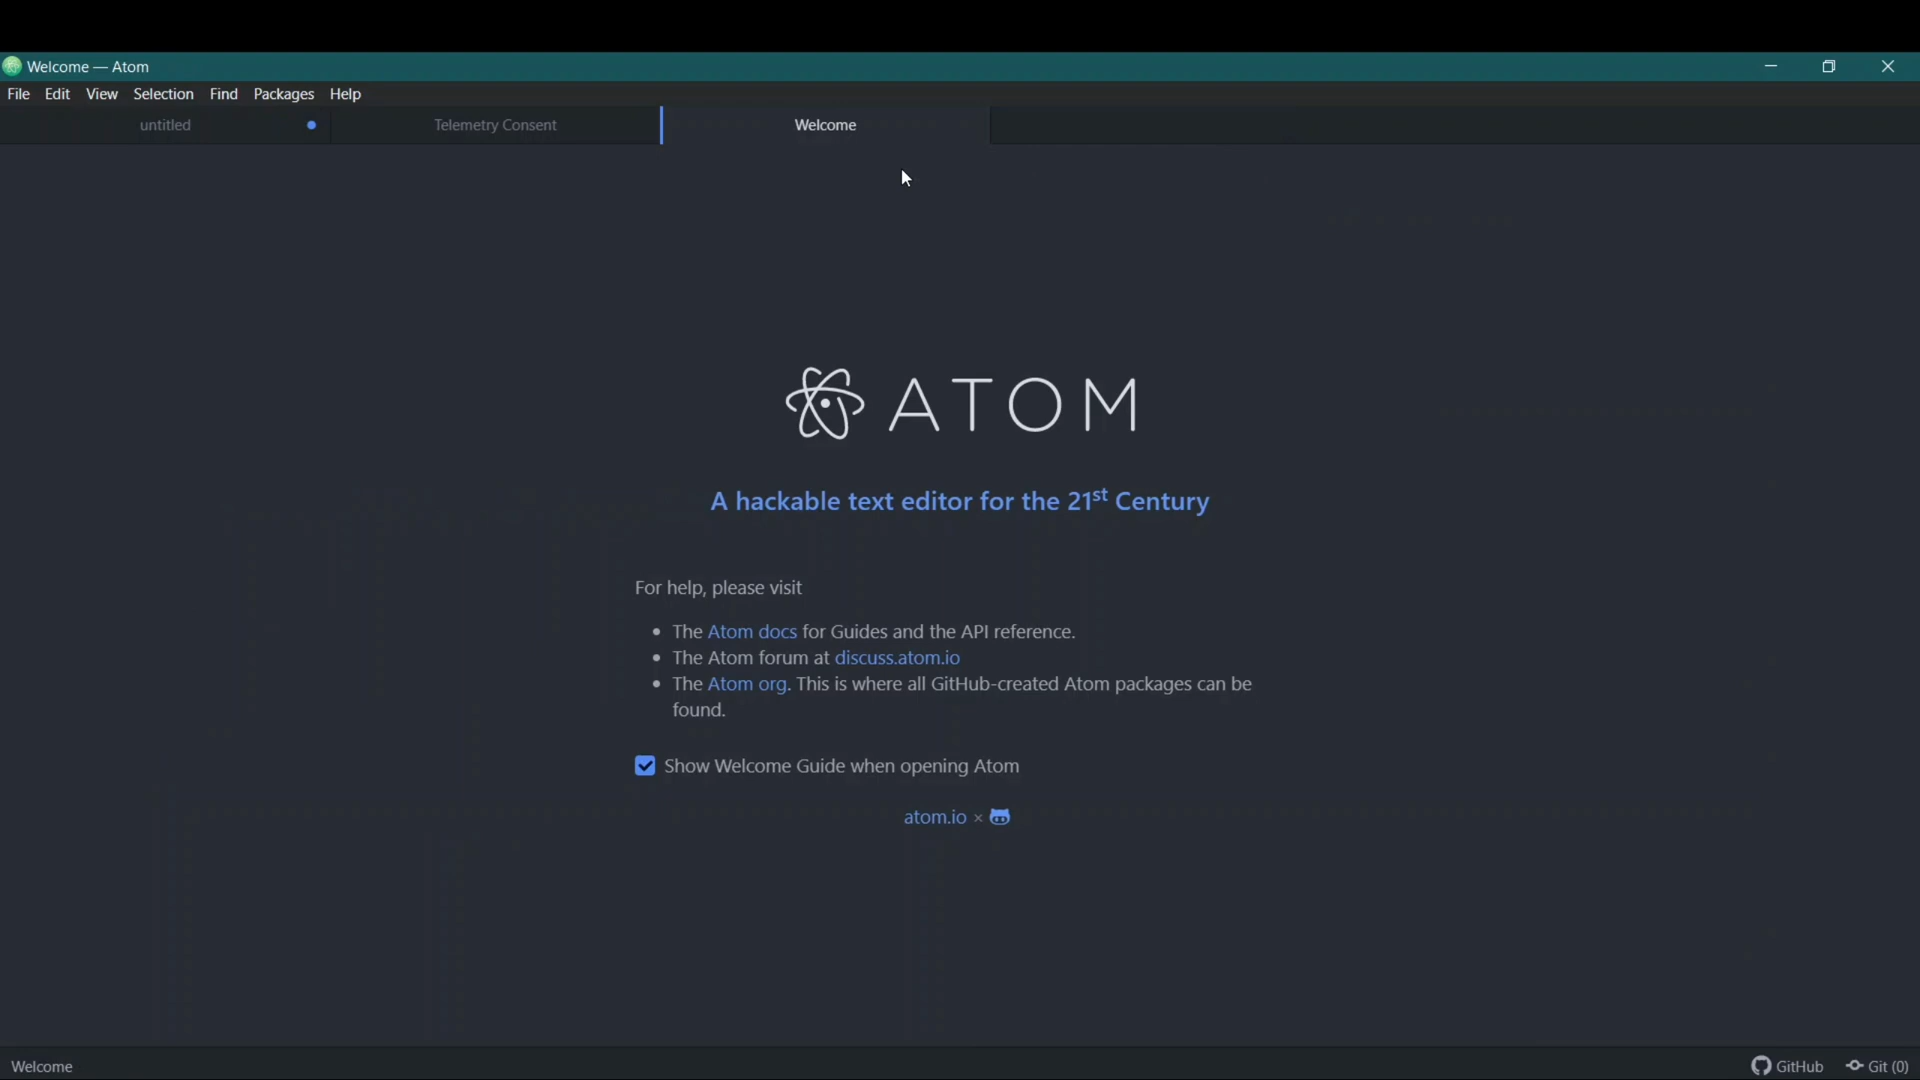 Welcome — Atom
File Edit View Selection Find Packages Help
untitled Telemetry Consent Welcome
ATOM
A hackable text editor for the 21st Century
For help, please visit
• The Atom docs for Guides and the API reference.
• The Atom forum at discuss.atom.io
• The Atom org. This is where all GitHub-created Atom packages can be
found.
Show Welcome Guide when opening Atom
atom.io ×
Welcome GitHub Git (0)